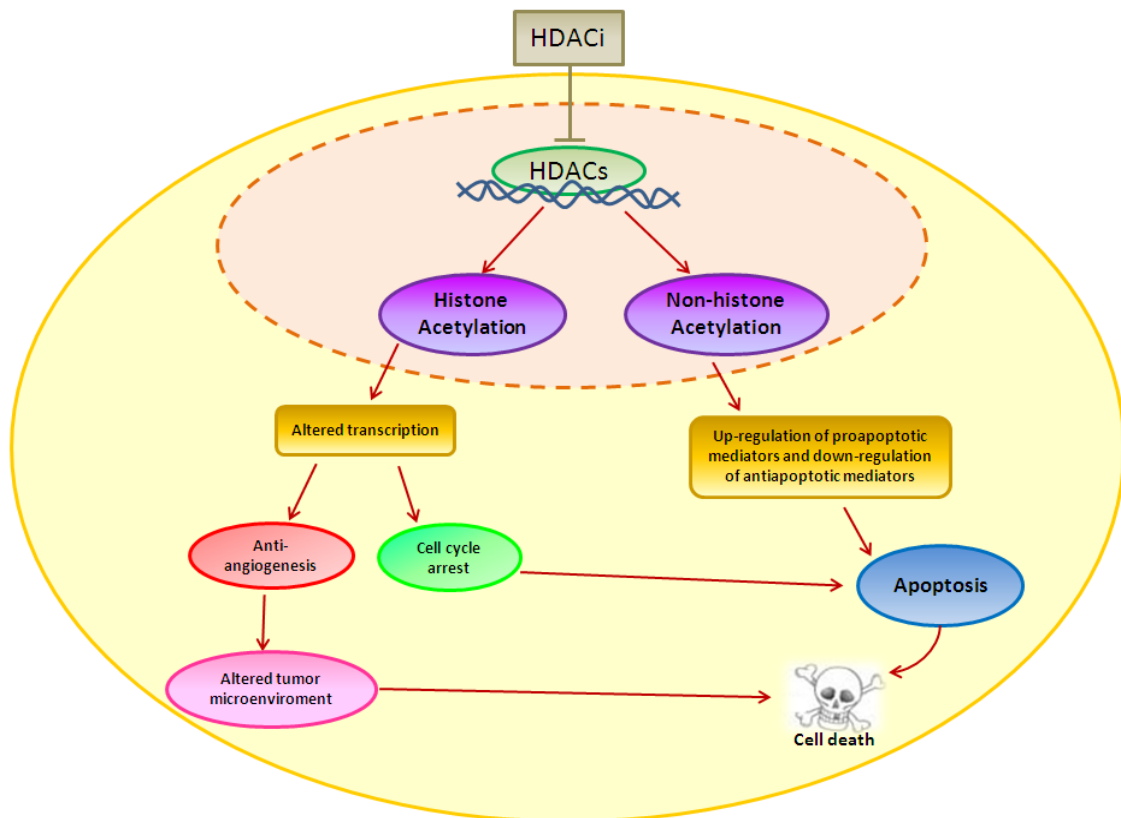 HDACi
HDACs
Histone
Acetylation
Non-histone
Acetylation
Altered transcription
Up-regulation of proapoptotic
mediators and down-regulation
of antiapoptotic mediators
Anti-
angiogenesis
Cell cycle
arrest
Apoptosis
Altered tumor
microenviroment
Cell death